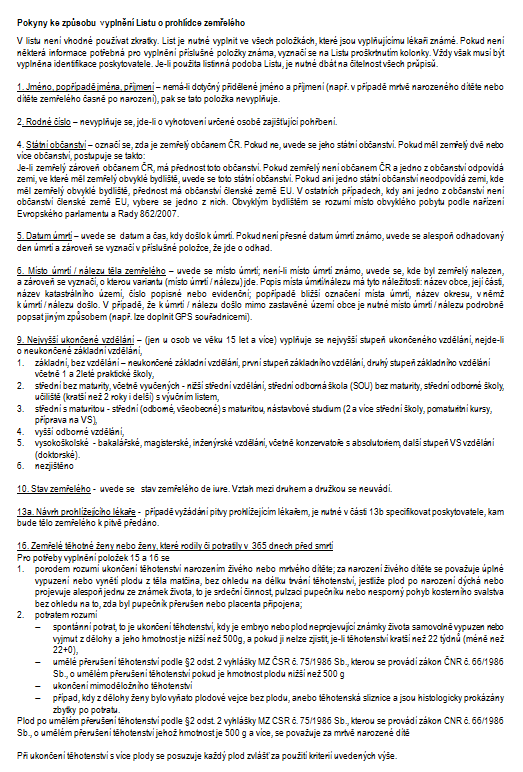 Pokyny ke způsobu vyplnění Listu o prohlídce zemřelého
V listu není vhodné používat zkratky. List je nutné vyplnit ve všech položkách, které jsou vyplňujícímu lékaři známé. Pokud není
některá informace potřebná pro vyplnění příslušné položky známa, vyznačí se na Listu proškrtnutím kolonky. Vždy však musí být
vyplněna identifikace poskytovatele. Je-li použita listinná podoba Listu, je nutné dbát na čitelnost všech průpisů.
1. Jméno, popřípadě jména, příjmení – nemá-li dotyčný přidělené jméno a příjmení (např. v případě mrtvě narozeného dítěte nebo
dítěte zemřelého časně po narození), pak se tato položka nevyplňuje.
2. Rodné číslo – nevyplňuje se, jde-li o vyhotovení určené osobě zajišťující pohřbení.
4. Státní občanství – označí se, zda je zemřelý občanem ČR. Pokud ne, uvede se jeho státní občanství. Pokud měl zemřelý dvě nebo
více občanství, postupuje se takto:
Je-li zemřelý zároveň občanem ČR, má přednost toto občanství. Pokud zemřelý není občanem ČR a jedno z občanství odpovídá
zemi, ve které měl zemřelý obvyklé bydliště, uvede se toto státní občanství. Pokud ani jedno státní občanství neodpovídá zemi, kde
měl zemřelý obvyklé bydliště, přednost má občanství členské země EU. V ostatních případech, kdy ani jedno z občanství není
občanstvím členské země EU, vybere se jedno z nich. Obvyklým bydlištěm se rozumí místo obvyklého pobytu podle nařízení
Evropského parlamentu a Rady 862/2007.
5. Datum úmrtí – uvede se datum a čas, kdy došlo k úmrtí. Pokud není přesné datum úmrtí známo, uvede se alespoň odhadovaný
den úmrtí a zároveň se vyznačí v příslušné položce, že jde o odhad.
6. Místo úmrtí / nálezu těla zemřelého – uvede se místo úmrtí; není-li místo úmrtí známo, uvede se, kde byl zemřelý nalezen,
a zároveň se vyznačí, o kterou variantu (místo úmrtí / nálezu) jde. Popis místa úmrtí/nálezu má tyto náležitosti: název obce, její části,
název katastrálního území, číslo popisné nebo evidenční; popřípadě bližší označení místa úmrtí, název okresu, v němž
k úmrtí / nálezu došlo. V případě, že k úmrtí / nálezu došlo mimo zastavěné území obce je nutné místo úmrtí / nálezu podrobně
popsat jiným způsobem (např. lze doplnit GPS souřadnicemi).
9. Nejvyšší ukončené vzdělání – (jen u osob ve věku 15 let a více) vyplňuje se nejvyšší stupeň ukončeného vzdělání, nejde-li
o neukončené základní vzdělání,
1. základní, bez vzdělání – neukončené základní vzdělání, první stupeň základního vzdělání, druhý stupeň základního vzdělání
včetně 1 a 2leté praktické školy,
2. střední bez maturity, včetně vyučených - nižší střední vzdělání, střední odborná škola (SOU) bez maturity, střední odborné školy,
učiliště (kratší než 2 roky i delší) s výučním listem,
3. střední s maturitou - střední (odborné, všeobecné) s maturitou, nástavbové studium (2 a více střední školy, pomaturitní kursy,
příprava na VŠ),
4. vyšší odborné vzdělání,
5. vysokoškolské - bakalářské, magisterské, inženýrské vzdělání, včetně konzervatoře s absolutoriem, další stupeň VŠ vzdělání
(doktorské).
6. nezjištěno
10. Stav zemřelého - uvede se stav zemřelého de iure. Vztah mezi druhem a družkou se neuvádí.
13a. Návrh prohlížejícího lékaře - případě vyžádání pitvy prohlížejícím lékařem, je nutné v části 13b specifikovat poskytovatele, kam
bude tělo zemřelého k pitvě předáno.
16. Zemřelé těhotné ženy nebo ženy, které rodily či potratily v 365 dnech před smrtí
Pro potřeby vyplnění položek 15 a 16 se
1. porodem rozumí ukončení těhotenství narozením živého nebo mrtvého dítěte; za narození živého dítěte se považuje úplné
vypuzení nebo vynětí plodu z těla matčina, bez ohledu na délku trvání těhotenství, jestliže plod po narození dýchá nebo
projevuje alespoň jednu ze známek života, to je srdeční činnost, pulzaci pupečníku nebo nesporný pohyb kosterního svalstva
bez ohledu na to, zda byl pupečník přerušen nebo placenta připojena;
2. potratem rozumí
– spontánní potrat, to je ukončení těhotenství, kdy je embryo nebo plod neprojevující známky života samovolně vypuzen nebo
vyjmut z dělohy a jeho hmotnost je nižší než 500g, a pokud ji nelze zjistit, je-li těhotenství kratší než 22 týdnů (méně než
22+0),
– umělé přerušení těhotenství podle §2 odst. 2 vyhlášky MZ ČSR č. 75/1986 Sb., kterou se provádí zákon ČNR č. 66/1986
Sb., o umělém přerušení těhotenství pokud je hmotnost plodu nižší než 500 g
– ukončení mimoděložního těhotenství
– případ, kdy z dělohy ženy bylo vyňato plodové vejce bez plodu, anebo těhotenská sliznice a jsou histologicky prokázány
zbytky po potratu.
Plod po umělém přerušení těhotenství podle §2 odst. 2 vyhlášky MZ ČSR č. 75/1986 Sb., kterou se provádí zákon ČNR č. 66/1986
Sb., o umělém přerušení těhotenství jehož hmotnost je 500 g a více, se považuje za mrtvě narozené dítě
Při ukončení těhotenství s více plody se posuzuje každý plod zvlášť za použití kriterií uvedených výše.